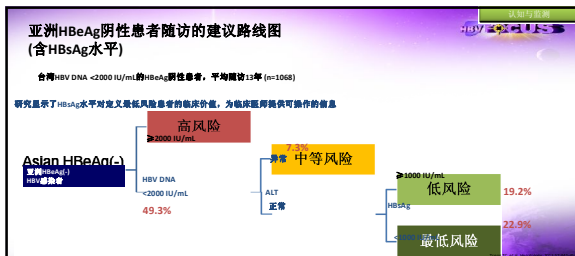 认知与监测
亚洲HBeAg阴性患者随访的建议路线图
(含HBsAg水平)
HBV FOCUS
台湾HBV DNA <2000 IU/mL的HBeAg阴性患者，平均随访13年 (n=1068)
研究显示了HBsAg水平对定义最低风险患者的临床价值，为临床医师提供可操作的信息
高风险
≥2000 IU/mL
Asian HBeAg(-)
亚洲HBeAg(-)
HBV感染者
HBV DNA
<2000 IU/mL
49.3%
7.3%
异常
中等风险
ALT
正常
≥1000 IU/mL
低风险
19.2%
HBsAg
22.9%
最低风险